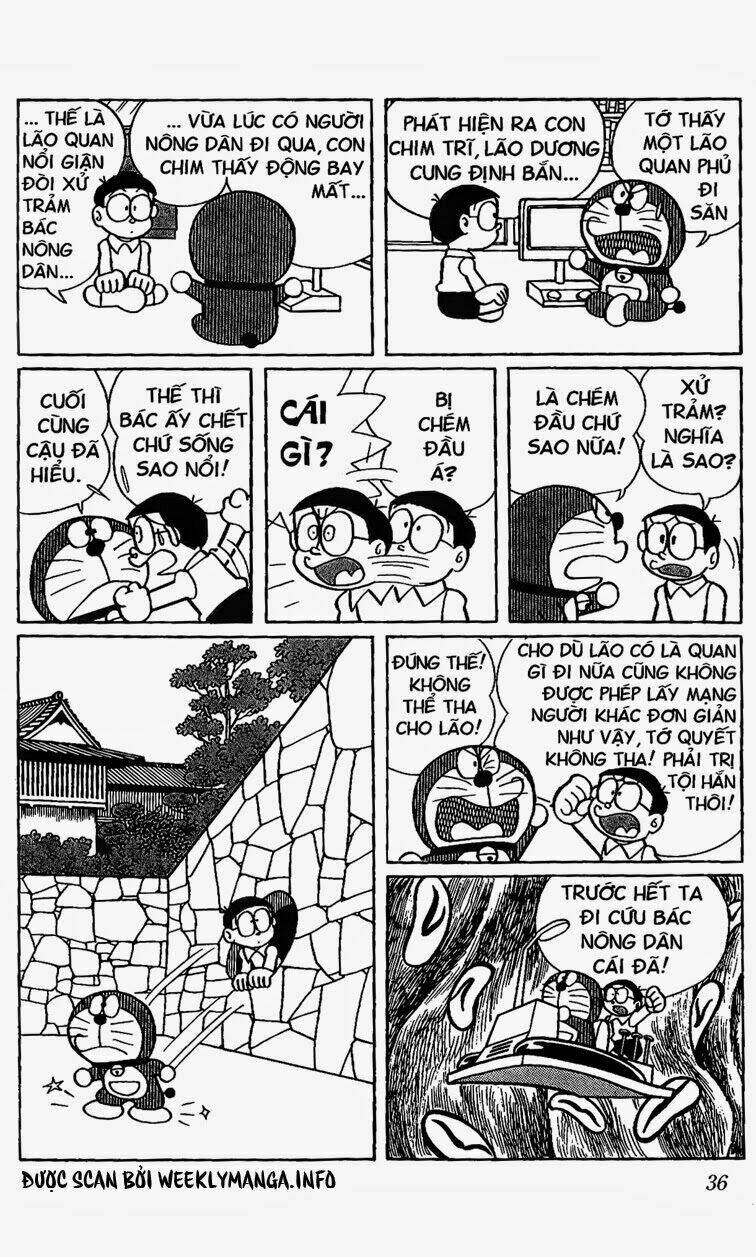 TỚ THẤY
MỘT LÃO
QUAN PHỦ
ĐI
SĂN
PHÁT HIỆN RA CON
CHIM TRĨ, LÃO DƯƠNG
CUNG ĐỊNH BẮN...
... VỪA LÚC CÓ NGƯỜI
NÔNG DÂN ĐI QUA, CON
CHIM THẤY ĐỘNG BAY
MẤT...
... THẾ LÀ
LÃO QUAN
NỔI GIẬN
ĐÒI XỬ
TRẢM
BÁC
NÔNG
DÂN...
XỬ
TRẢM?
NGHĨA
LÀ SAO?
LÀ CHÉM
ĐẦU CHỨ
SAO NỮA!
BỊ
CHÉM
ĐẦU
Á?
CÁI
GÌ?
THẾ THÌ
BÁC ẤY CHẾT
CHỨ SỐNG
SAO NỔI!
CUỐI
CÙNG
CẬU ĐÃ
HIỂU.
CHO DÙ LÃO CÓ LÀ QUAN
GÌ ĐI NỮA CŨNG KHÔNG
ĐƯỢC PHÉP LẤY MẠNG
NGƯỜI KHÁC ĐƠN GIẢN
NHƯ VẬY, TỚ QUYẾT
KHÔNG THA! PHẢI TRỊ
TỘI HẮN
THÔI!
ĐÚNG THẾ!
KHÔNG
THỂ THA
CHO LÃO!
TRƯỚC HẾT TA
ĐI CỨU BÁC
NÔNG DÂN
CÁI ĐÃ!
ĐƯỢC SCAN BỞI WEEKLYMANGA.INFO
36